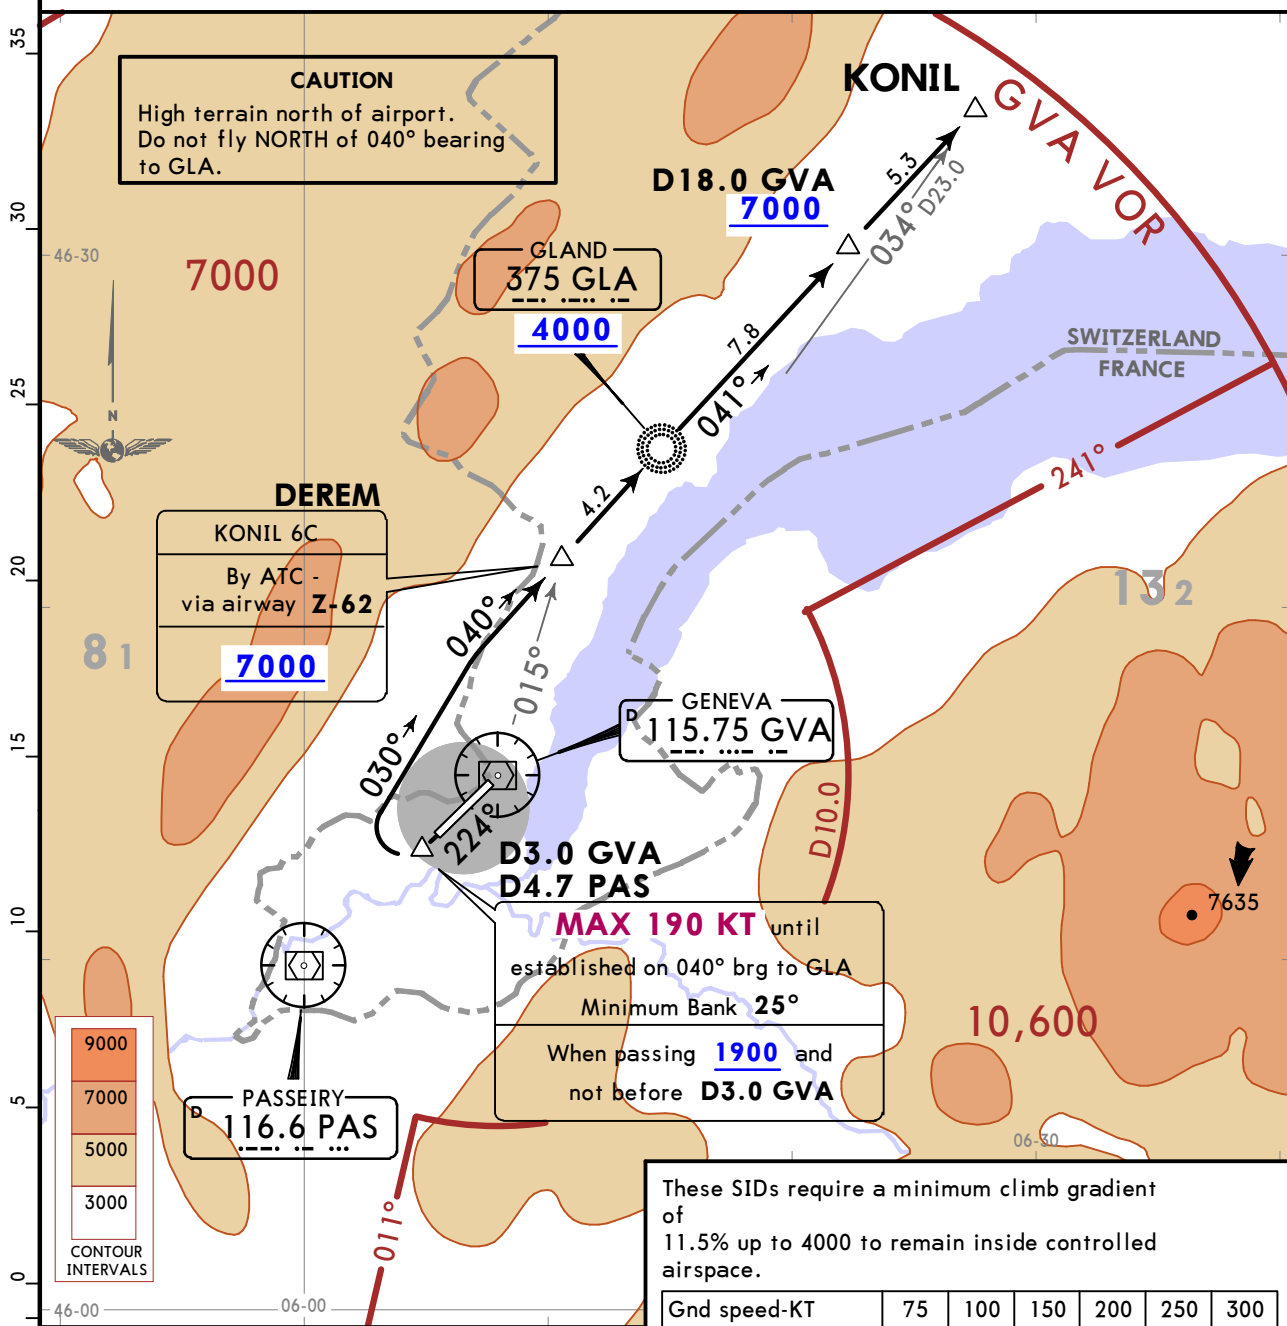 35
30
25
20
15
10
5
0
CAUTION
High terrain north of airport.
Do not fly NORTH of 040° bearing
to GLA.
KONIL
GVA VOR
5.3
034°
D23.0
D18.0 GVA
7000
46-30
7000
GLAND
375 GLA
4000
7.8
041°
SWITZERLAND
FRANCE
N
241°
4.2
DEREM
KONIL 6C
By ATC -
via airway Z-62
7000
040°
015°
13 2
8 1
GENEVA
D
115.75 GVA
030°
224°
D10.0
D3.0 GVA
D4.7 PAS
MAX 190 KT until
established on 040° brg to GLA
Minimum Bank 25°
When passing 1900 and
not before D3.0 GVA
7635
10,600
9000
7000
5000
3000
CONTOUR
INTERVALS
PASSEIRY
D
116.6 PAS
011°
06-30
46-00
06-00
These SIDs require a minimum climb gradient
of
11.5% up to 4000 to remain inside controlled
airspace.
Gnd speed-KT 75 100 150 200 250 300